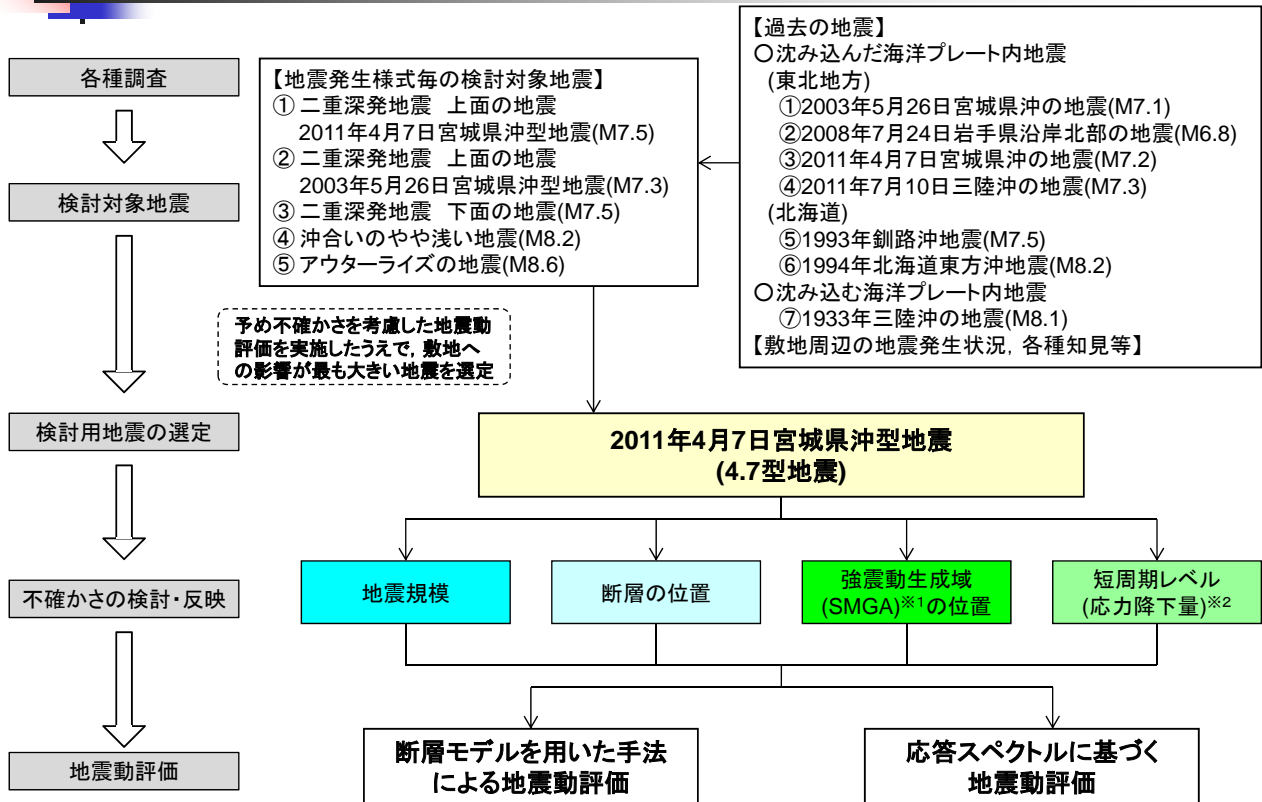 各種調査
検討対象地震
検討用地震の選定
不確かさの検討・反映
地震動評価
【地震発生様式毎の検討対象地震】
① 二重深発地震 上面の地震
2011年4月7日宮城県沖型地震(M7.5)
② 二重深発地震 上面の地震
2003年5月26日宮城県沖型地震(M7.3)
③ 二重深発地震 下面の地震(M7.5)
④ 沖合いのやや浅い地震(M8.2)
⑤ アウターライズの地震(M8.6)
【過去の地震】
〇沈み込んだ海洋プレート内地震
(東北地方)
①2003年5月26日宮城県沖の地震(M7.1)
②2008年7月24日岩手県沿岸北部の地震(M6.8)
③2011年4月7日宮城県沖の地震(M7.2)
④2011年7月10日三陸沖の地震(M7.3)
(北海道)
⑤1993年釧路沖地震(M7.5)
⑥1994年北海道東方沖地震(M8.2)
〇沈み込む海洋プレート内地震
⑦1933年三陸沖の地震(M8.1)
【敷地周辺の地震発生状況, 各種知見等】
予め不確かさを考慮した地震動
評価を実施したうえで, 敷地へ
の影響が最も大きい地震を選定
2011年4月7日宮城県沖型地震
(4.7型地震)
地震規模
断層の位置
強震動生成域
(SMGA)※1の位置
短周期レベル
(応力降下量)※2
断層モデルを用いた手法
による地震動評価
応答スペクトルに基づく
地震動評価